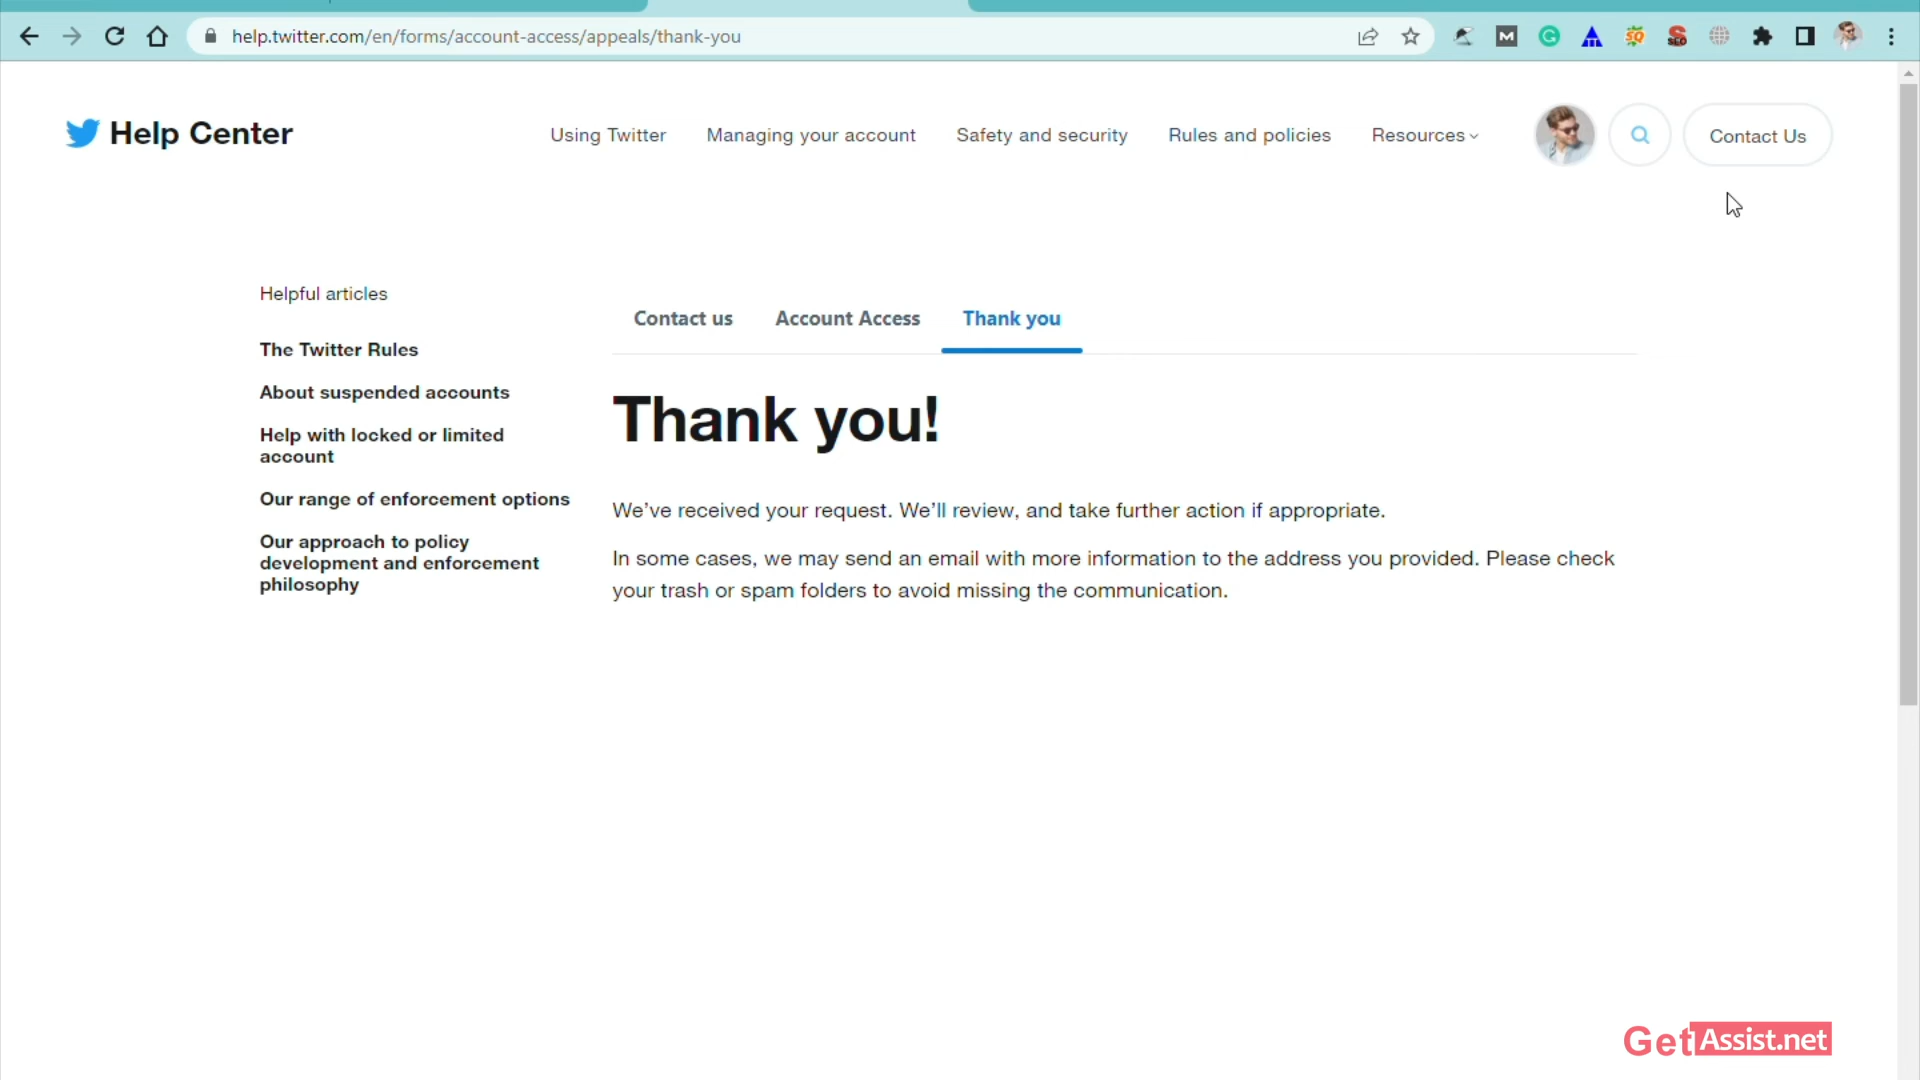 help.twitter.com/en/forms/account-access/appeals/thank-you
Help Center
Using Twitter
Managing your account
Safety and security
Rules and policies
Resources
Contact Us
Helpful articles
The Twitter Rules
About suspended accounts
Help with locked or limited
account
Our range of enforcement options
Our approach to policy
development and enforcement
philosophy
Contact us
Account Access
Thank you
Thank you!
We’ve received your request. We’ll review, and take further action if appropriate.
In some cases, we may send an email with more information to the address you provided. Please check
your trash or spam folders to avoid missing the communication.
GetAssist.net